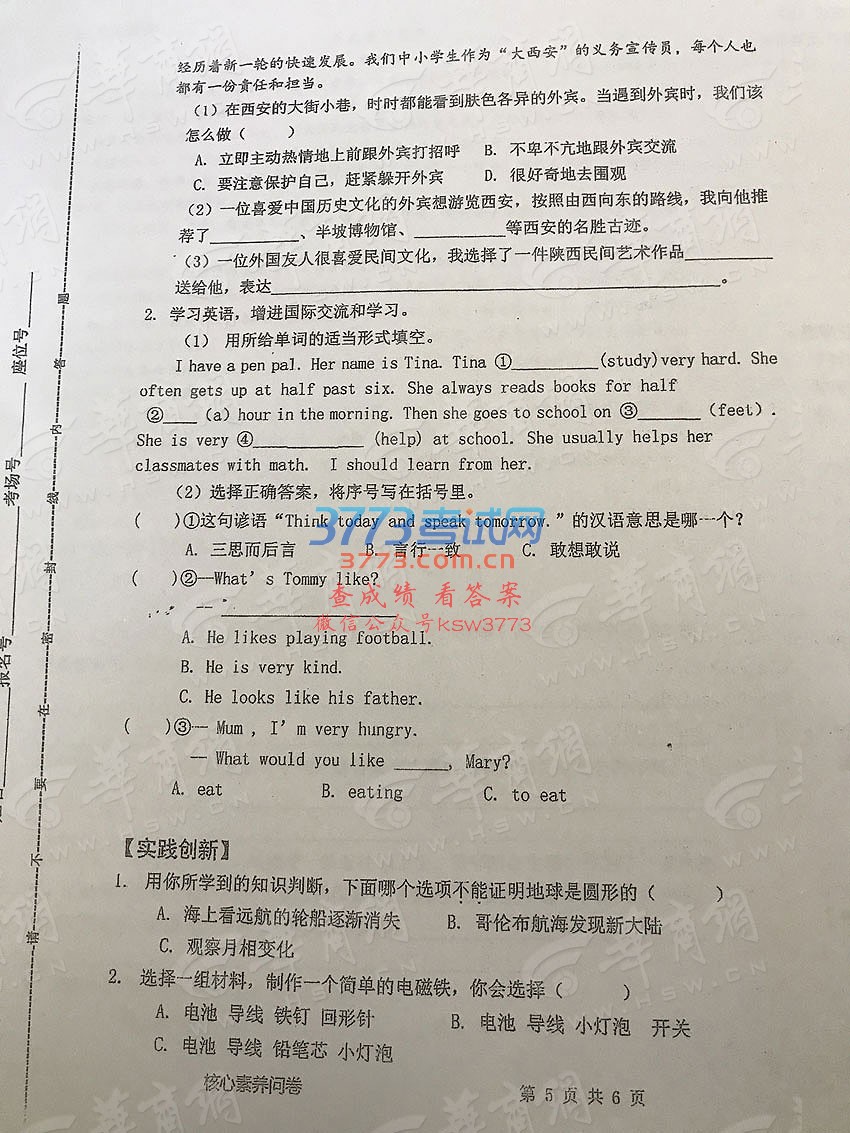 经历着新一轮的快速发展。我们中小学生作为“大西安”的义务宣传员，每个人也
都有一份责任和担当。
（1）在西安的大街小巷，时时都能看到肤色各异的外宾。当遇到外宾时，我们该
怎么做（ ）
A. 立即主动热情地上前跟外宾打招呼 B. 不卑不亢地跟外宾交流
C. 要注意保护自己，赶紧躲开外宾 D. 很好奇地去围观
（2）一位喜爱中国历史文化的外宾想游览西安，按照由西向东的路线，我向他推
荐了__________、半坡博物馆、__________等西安的名胜古迹。
（3）一位外国友人很喜爱民间文化，我选择了一件陕西民间艺术作品__________
送给他，表达____________________。
2. 学习英语，增进国际交流和学习。
（1） 用所给单词的适当形式填空。
I have a pen pal. Her name is Tina. Tina ①__________(study)very hard. She
often gets up at half past six. She always reads books for half
②____（a）hour in the morning. Then she goes to school on ③_______（feet）.
She is very ④____________ (help) at school. She usually helps her
classmates with math. I should learn from her.
（2）选择正确答案，将序号写在括号里。
( )①这句谚语“Think today and speak tomorrow.”的汉语意思是哪一个？
A. 三思而后言 B. 言行一致 C. 敢想敢说
( )②—What's Tommy like?
-- ____________________
A. He likes playing football.
B. He is very kind.
C. He looks like his father.
( )③— Mum , I'm very hungry.
— What would you like ______, Mary?
A. eat B. eating C. to eat
【实践创新】
1. 用你所学到的知识判断，下面哪个选项不能证明地球是圆形的（ ）
A. 海上看远航的轮船逐渐消失 B. 哥伦布航海发现新大陆
C. 观察月相变化
2. 选择一组材料，制作一个简单的电磁铁，你会选择（ ）
A. 电池 导线 铁钉 回形针 B. 电池 导线 小灯泡 开关
C. 电池 导线 铅笔芯 小灯泡
核心素养问卷 第 5 页 共 6 页
座位号
考场号
报名号
请不要在密封线内答题
3773考试网
3773.com.cn
查成绩 看答案
微信公众号ksw3773
华商网
WWW.HSW.CN